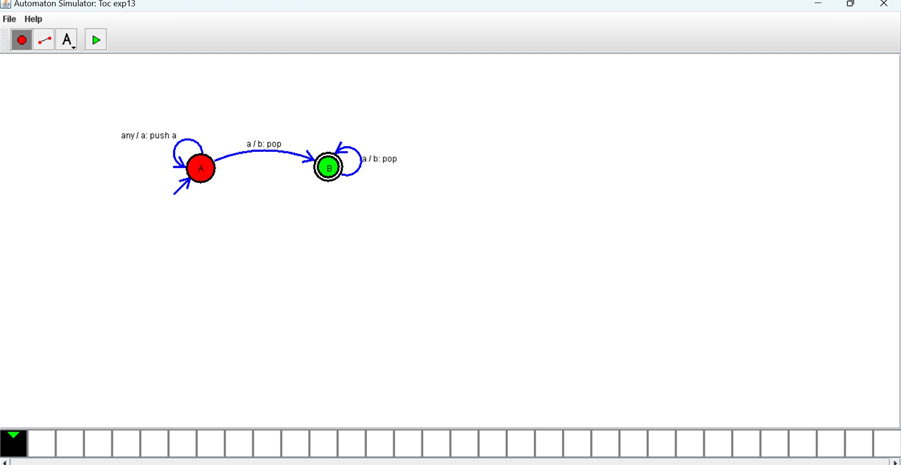 Automaton Simulator: Toc exp13
File Help
A
any / a: push a
a / b: pop
A
B
a / b: pop